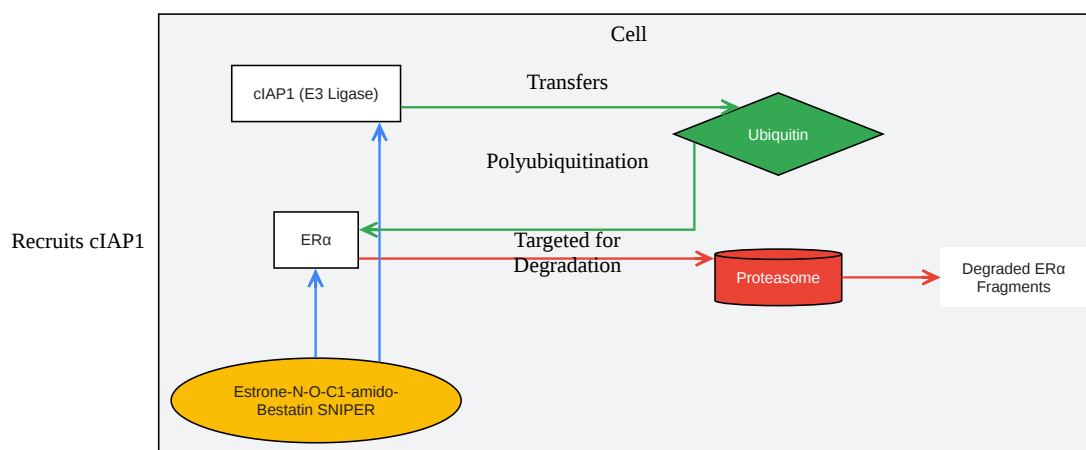 Cell
cIAP1 (E3 Ligase)
Transfers
Ubiquitin
Polyubiquitination
Recruits cIAP1
ERα
Targeted for
Degradation
Proteasome
Degraded ERα
Fragments
Estrone-N-O-C1-amido-
Bestatin SNIPER